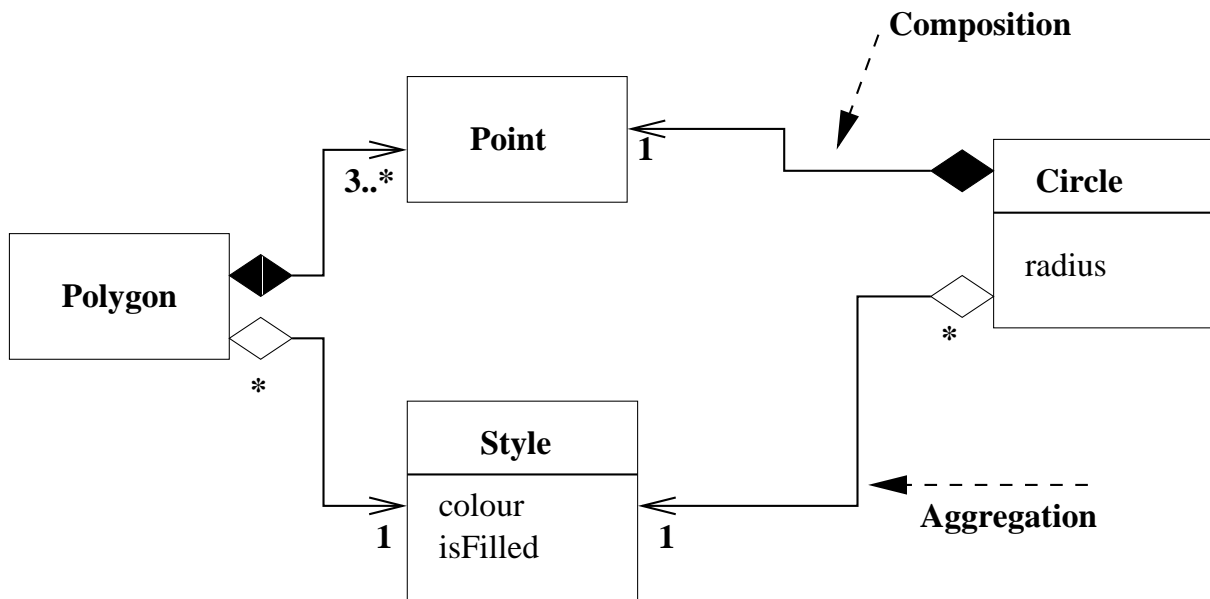 Composition
Point
1
3..*
Circle
radius
Polygon
*
*
Style
colour
isFilled
1
1
Aggregation